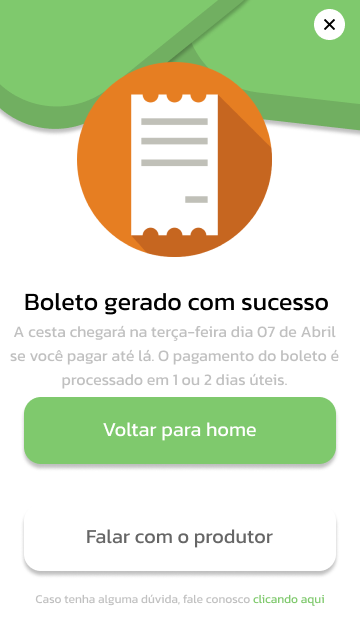 Boleto gerado com sucesso
A cesta chegará na terça-feira dia 07 de Abril
se você pagar até lá. O pagamento do boleto é
processado em 1 ou 2 dias úteis.
Voltar para home
Falar com o produtor
Caso tenha alguma dúvida, fale conosco clicando aqui